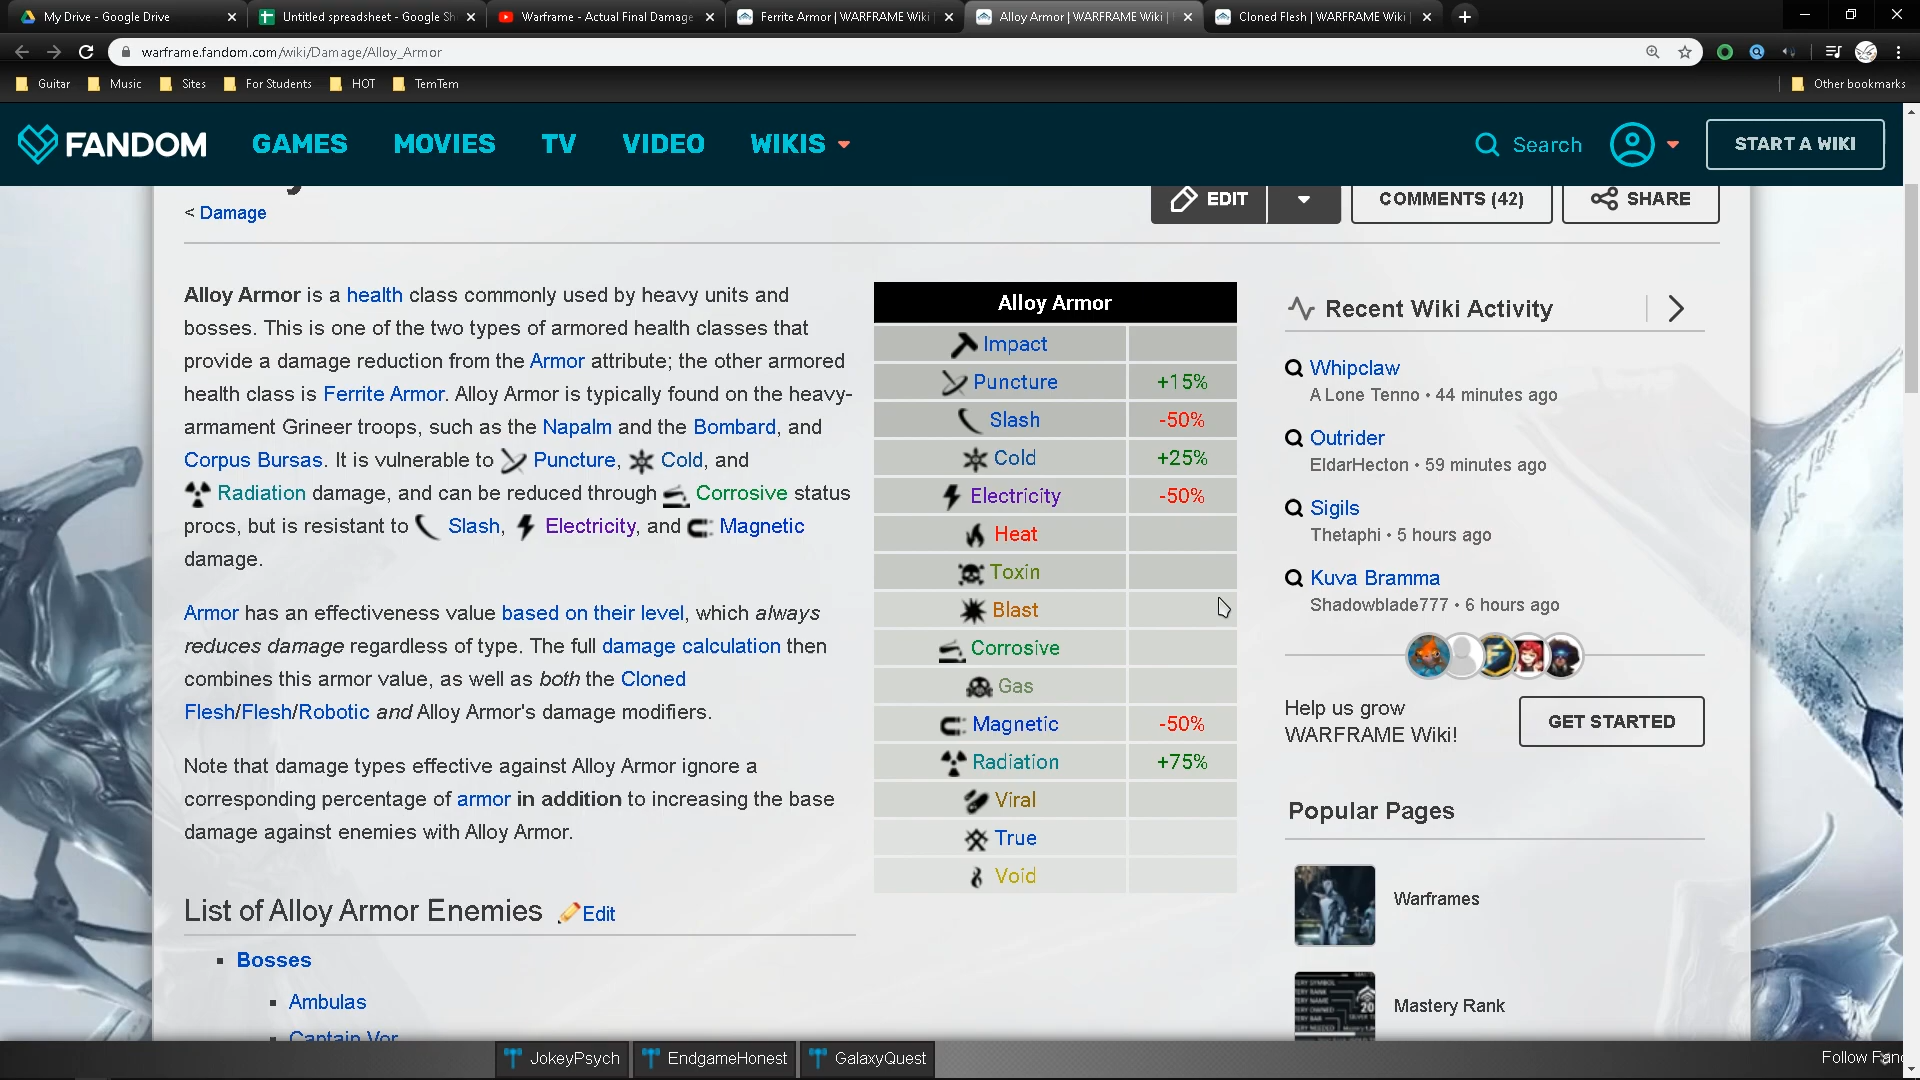 My Drive - Google Drive
Untitled spreadsheet - Google Sh
Warframe - Actual Final Damage
Ferrite Armor | WARFRAME Wiki
Alloy Armor | WARFRAME Wiki |
Cloned Flesh | WARFRAME Wiki |
warframe.fandom.com/wiki/Damage/Alloy_Armor
Guitar
Music
Sites
For Students
HOT
TemTem
Other bookmarks
FANDOM
GAMES
MOVIES
TV
VIDEO
WIKIS
Search
START A WIKI
< Damage
EDIT
COMMENTS (42)
SHARE
Alloy Armor is a health class commonly used by heavy units and
bosses. This is one of the two types of armored health classes that
provide a damage reduction from the Armor attribute; the other armored
health class is Ferrite Armor. Alloy Armor is typically found on the heavy-
armament Grineer troops, such as the Napalm and the Bombard, and
Corpus Bursas. It is vulnerable to Puncture, Cold, and
Radiation damage, and can be reduced through Corrosive status
procs, but is resistant to Slash, Electricity, and Magnetic
damage.
Armor has an effectiveness value based on their level, which always
reduces damage regardless of type. The full damage calculation then
combines this armor value, as well as both the Cloned
Flesh/Flesh/Robotic and Alloy Armor's damage modifiers.
Note that damage types effective against Alloy Armor ignore a
corresponding percentage of armor in addition to increasing the base
damage against enemies with Alloy Armor.
List of Alloy Armor Enemies Edit
Bosses
Ambulas
Captain Vor
Alloy Armor
Impact
Puncture +15%
Slash -50%
Cold +25%
Electricity -50%
Heat
Toxin
Blast
Corrosive
Gas
Magnetic -50%
Radiation +75%
Viral
True
Void
Recent Wiki Activity
Whipclaw
A Lone Tenno • 44 minutes ago
Outrider
EldarHecton • 59 minutes ago
Sigils
Thetaphi • 5 hours ago
Kuva Bramma
Shadowblade777 • 6 hours ago
Help us grow
WARFRAME Wiki!
GET STARTED
Popular Pages
Warframes
Mastery Rank
JokeyPsych
EndgameHonest
GalaxyQuest
Follow